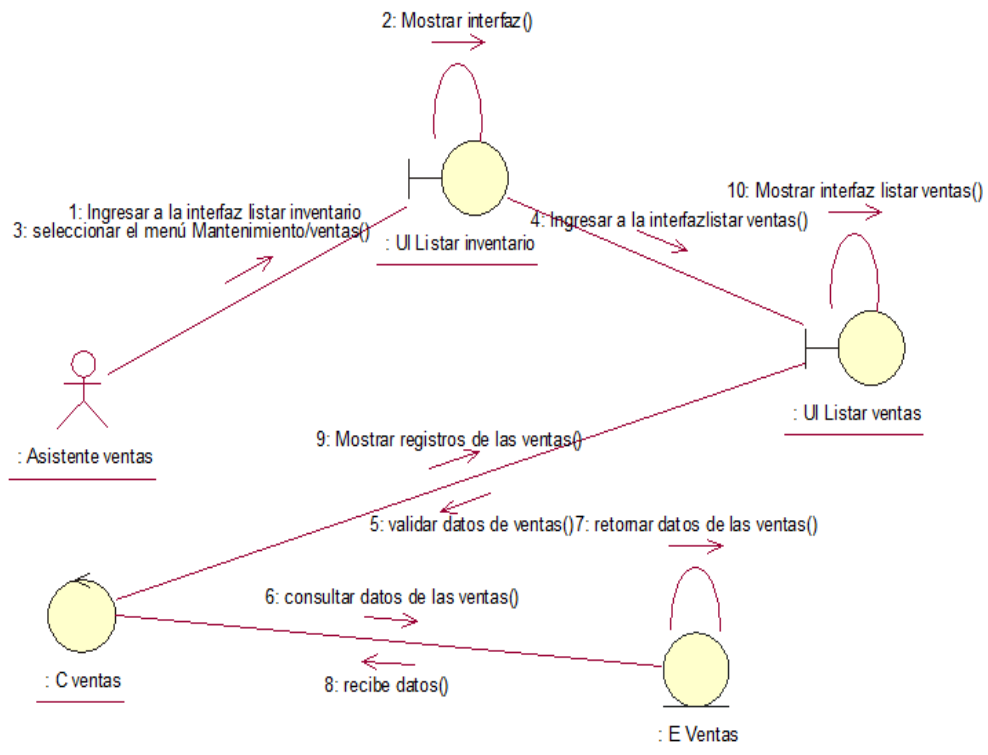 2: Mostrar interfaz()
10: Mostrar interfaz listar ventas()
1: Ingresar a la interfaz listar inventario
3: seleccionar el menú Mantenimiento/ventas()
4: Ingresar a la interfazlistar ventas()
: UI Listar inventario
: UI Listar ventas
9: Mostrar registros de las ventas()
: Asistente ventas
5: validar datos de ventas()
7: retornar datos de las ventas()
6: consultar datos de las ventas()
8: recibe datos()
: C ventas
: E Ventas